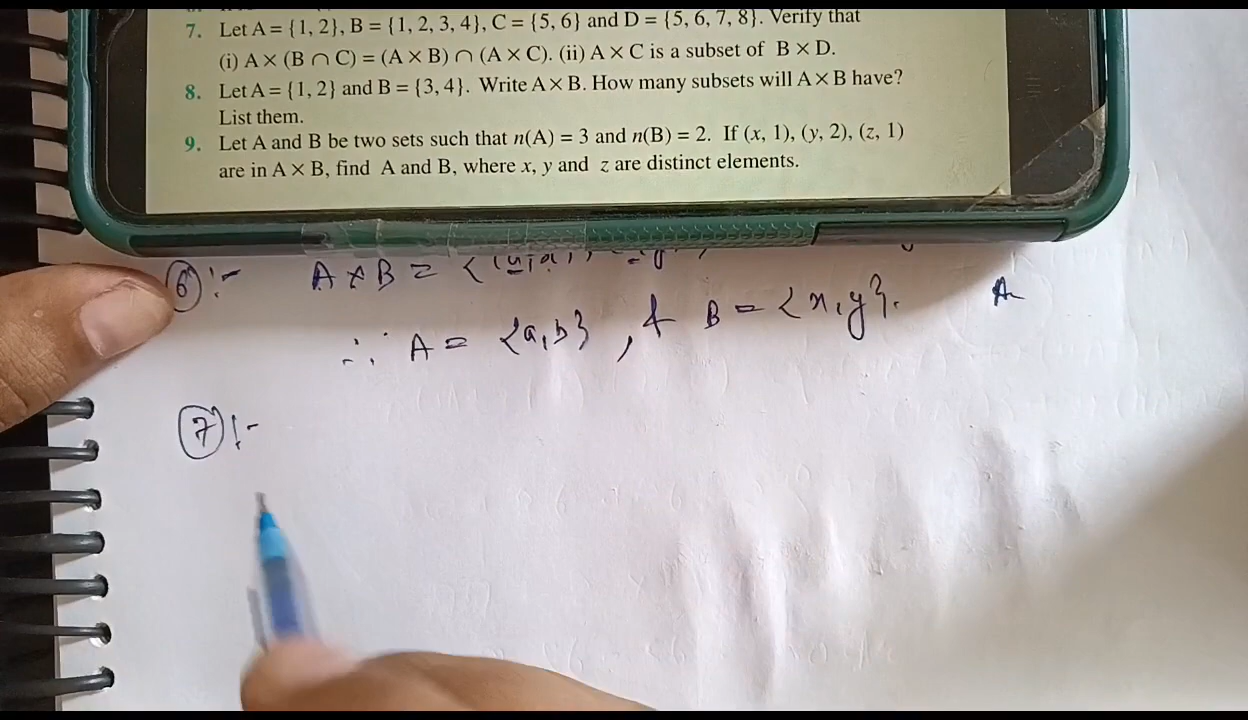 7. Let A = {1, 2}, B = {1, 2, 3, 4}, C = {5, 6} and D = {5, 6, 7, 8}. Verify that
(i) A × (B ∩ C) = (A × B) ∩ (A × C). (ii) A × C is a subset of B × D.
8. Let A = {1, 2} and B = {3, 4}. Write A × B. How many subsets will A × B have?
List them.
9. Let A and B be two sets such that n(A) = 3 and n(B) = 2. If (x, 1), (y, 2), (z, 1)
are in A × B, find A and B, where x, y and z are distinct elements.
6 :- A × B = {
∴ A = {a, b}, & B = {x, y}. A
7 :-